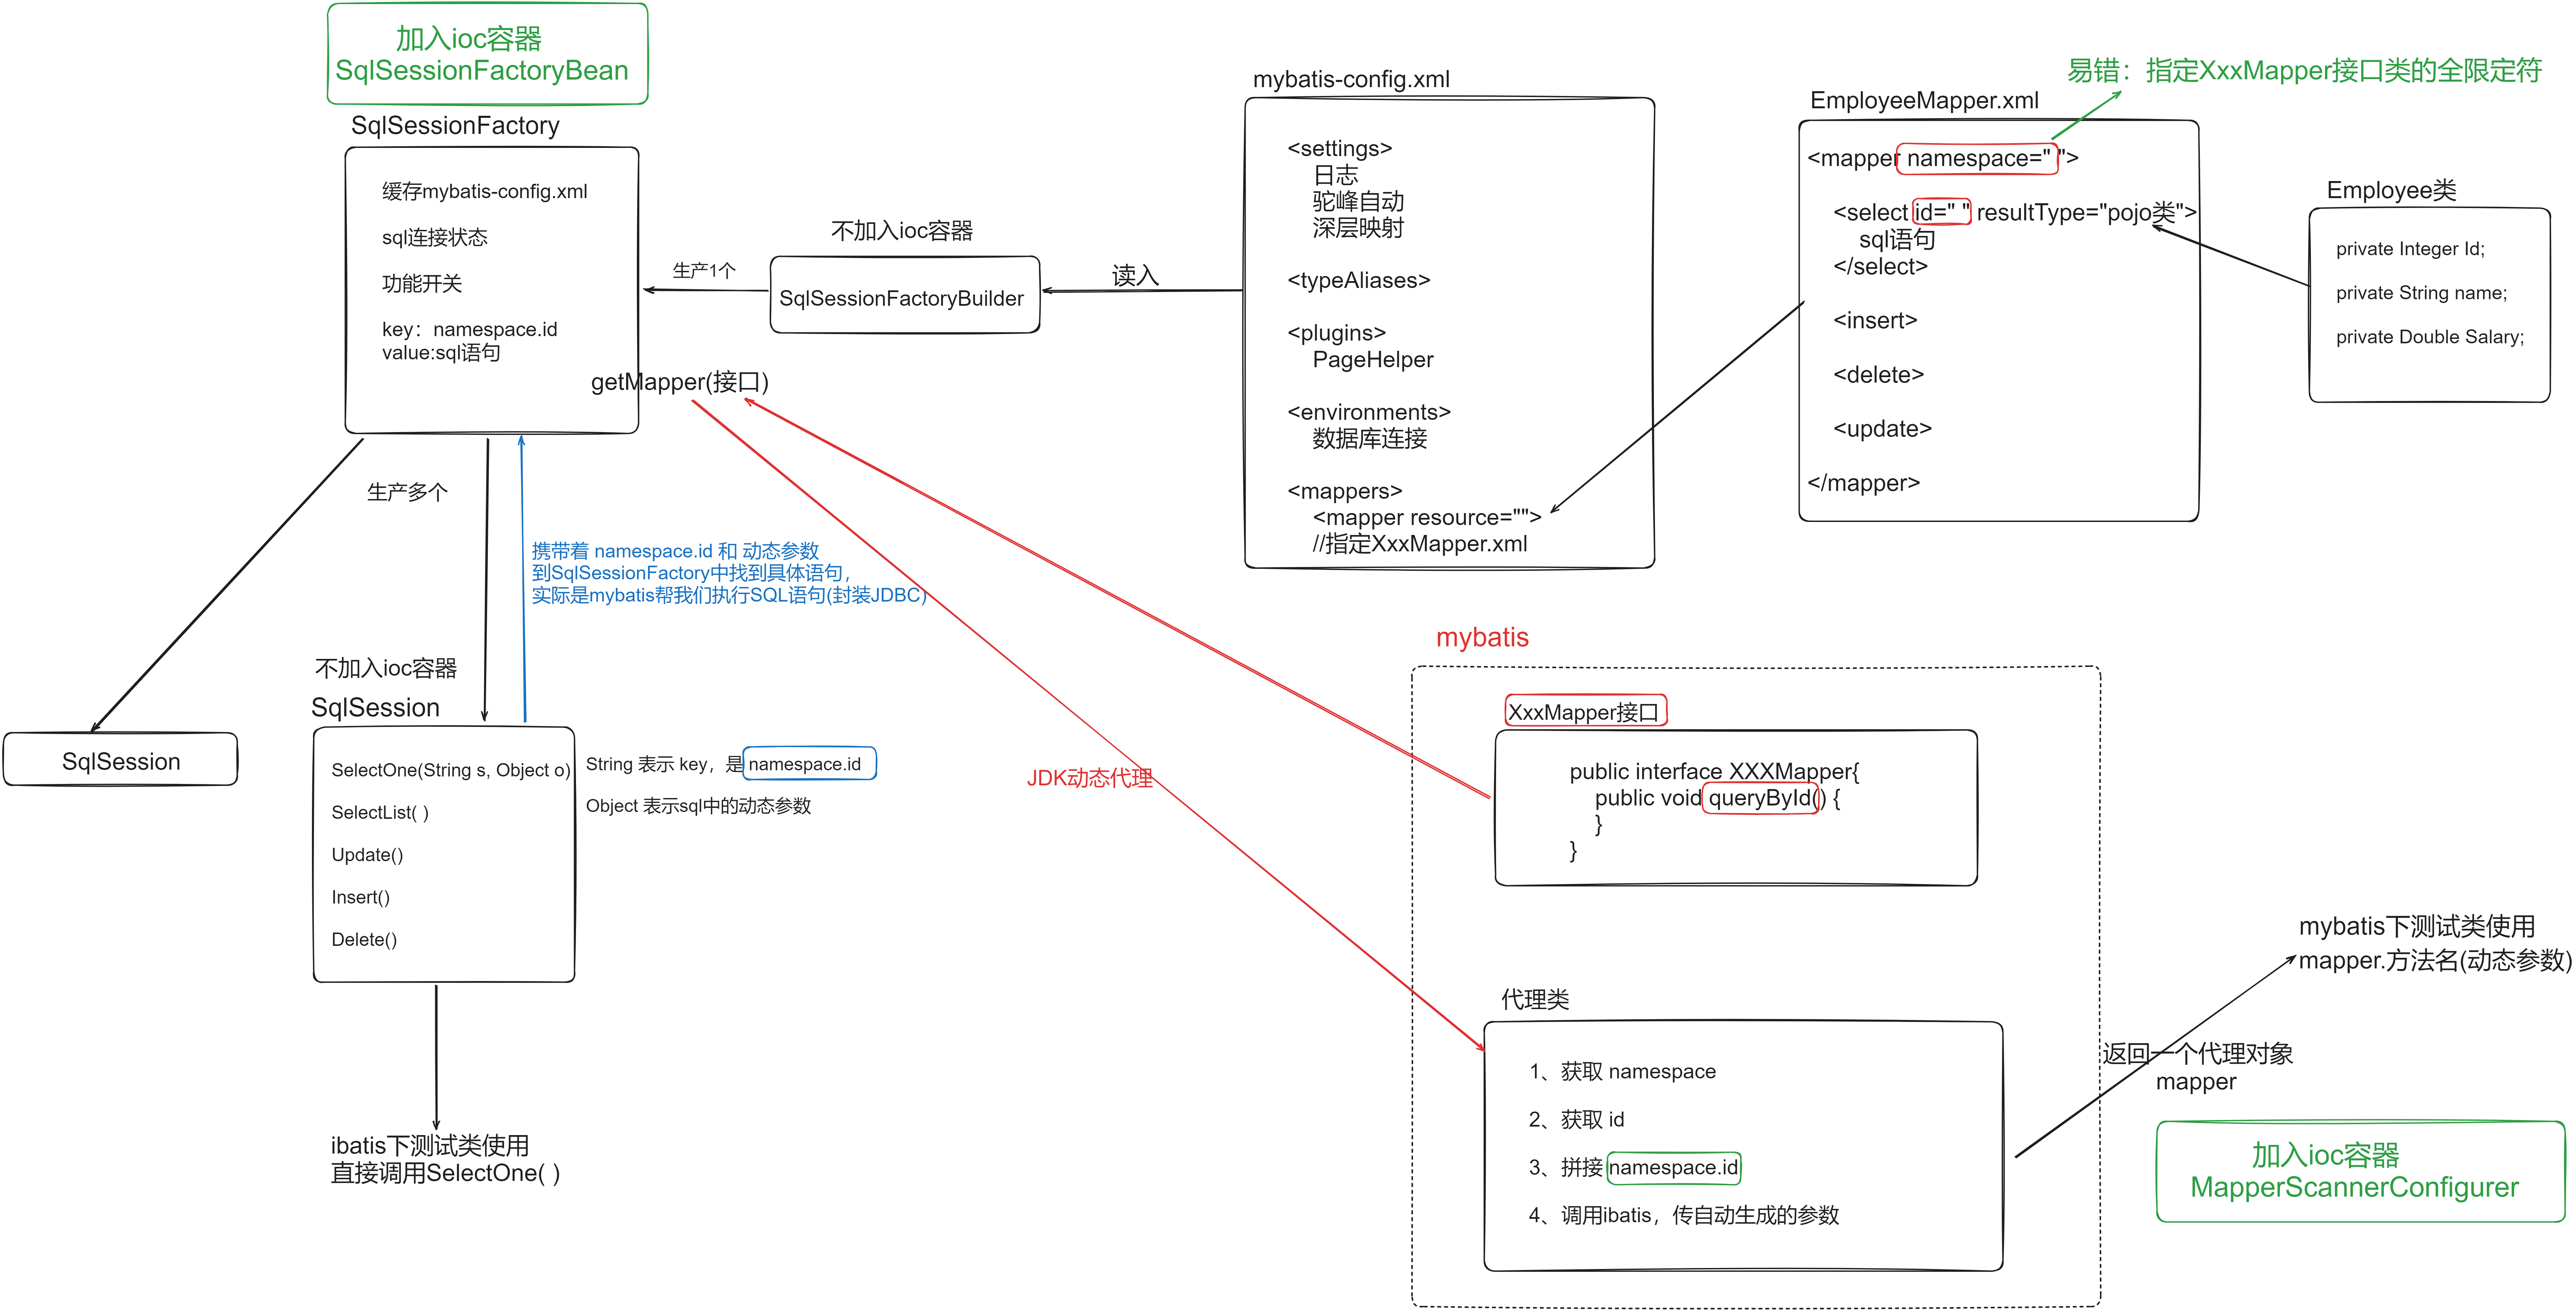 加入ioc容器
SqlSessionFactoryBean
SqlSessionFactory
缓存mybatis-config.xml
sql连接状态
功能开关
key：namespace.id
value:sql语句
getMapper(接口)
生产1个
不加入ioc容器
SqlSessionFactoryBuilder
读入
mybatis-config.xml
<settings>
日志
驼峰自动
深层映射
<typeAliases>
<plugins>
PageHelper
<environments>
数据库连接
<mappers>
<mapper resource="">
//指定XxxMapper.xml
易错：指定XxxMapper接口类的全限定符
EmployeeMapper.xml
<mapper namespace=" ">
<select id=" " resultType="pojo类">
sql语句
</select>
<insert>
<delete>
<update>
</mapper>
Employee类
private Integer Id;
private String name;
private Double Salary;
生产多个
携带着 namespace.id 和 动态参数
到SqlSessionFactory中找到具体语句，
实际是mybatis帮我们执行SQL语句(封装JDBC)
不加入ioc容器
SqlSession
SqlSession
SelectOne(String s, Object o)
SelectList( )
Update()
Insert()
Delete()
String 表示 key，是 namespace.id
Object 表示sql中的动态参数
ibatis下测试类使用
直接调用SelectOne( )
JDK动态代理
mybatis
XxxMapper接口
public interface XXXMapper{
public void queryById() {
}
}
代理类
1、获取 namespace
2、获取 id
3、拼接 namespace.id
4、调用ibatis，传自动生成的参数
mybatis下测试类使用
mapper.方法名(动态参数)
返回一个代理对象
mapper
加入ioc容器
MapperScannerConfigurer